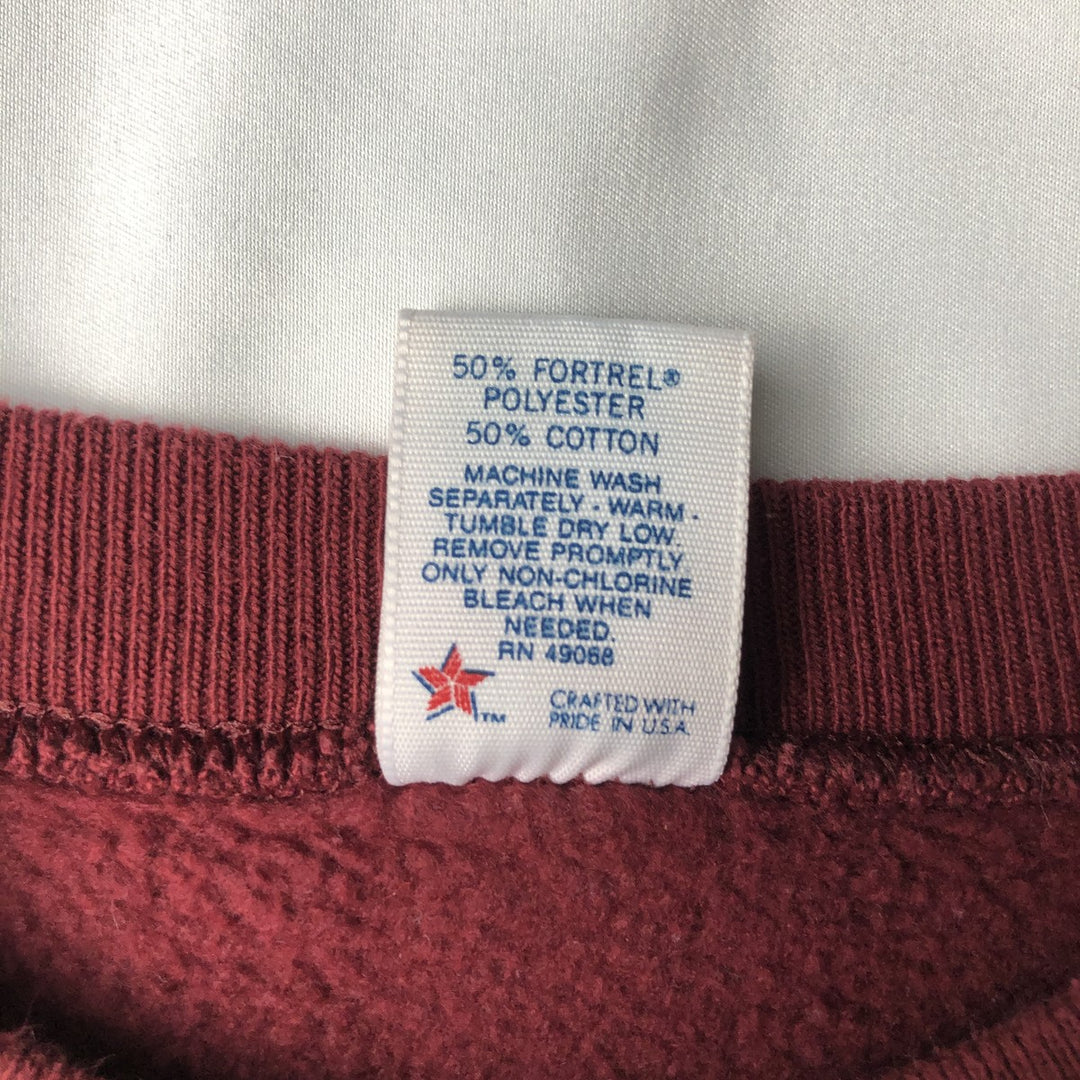 50% FORTREL®
POLYESTER
50% COTTON
MACHINE WASH
SEPARATELY - WARM -
TUMBLE DRY LOW.
REMOVE PROMPTLY.
ONLY NON-CHLORINE
BLEACH WHEN
NEEDED.
RN 49068
TM
CRAFTED WITH
PRIDE IN U.S.A.